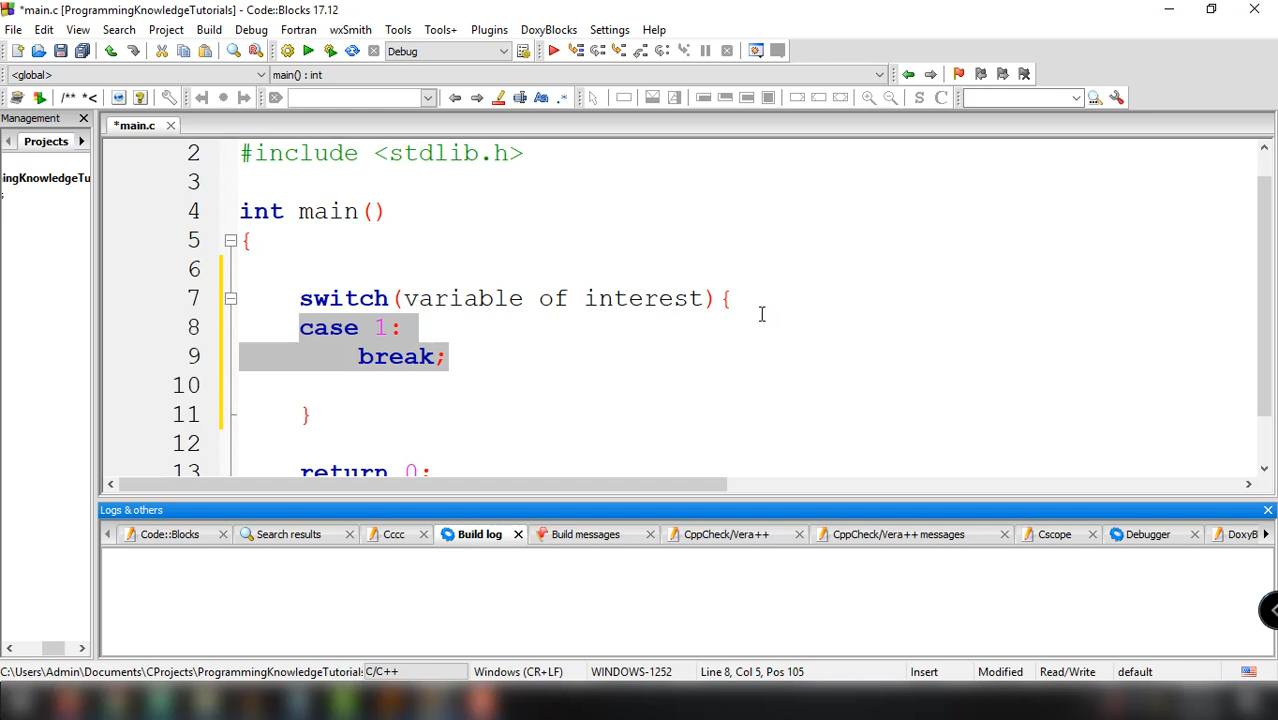 *main.c [ProgrammingKnowledgeTutorials] - Code::Blocks 17.12
File Edit View Search Project Build Debug Fortran wxSmith Tools Tools+ Plugins DoxyBlocks Settings Help
Debug
<global> main() : int
/** *<
S C
Management
Projects
*main.c
ingKnowledgeTu
2 #include <stdlib.h>
3
4 int main()
5 {
6
7 switch(variable of interest){
8 case 1:
9 break;
10
11 }
12
13 return 0;
Logs & others
Code::Blocks Search results Cccc Build log Build messages CppCheck/Vera++ CppCheck/Vera++ messages Cscope Debugger DoxyB
C:\Users\Admin\Documents\CProjects\ProgrammingKnowledgeTutorials C/C++ Windows (CR+LF) WINDOWS-1252 Line 8, Col 5, Pos 105 Insert Modified Read/Write default